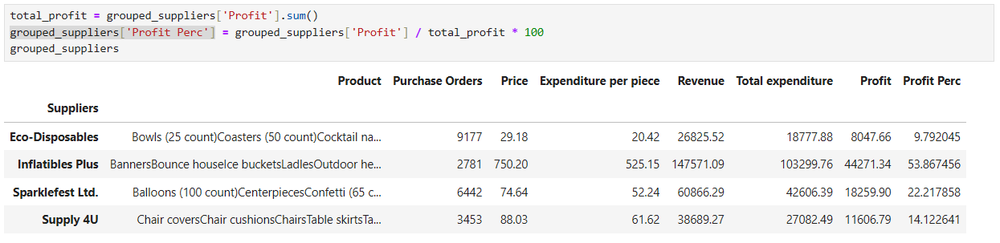 total_profit = grouped_suppliers['Profit'].sum()
grouped_suppliers['Profit Perc'] = grouped_suppliers['Profit'] / total_profit * 100
grouped_suppliers
Product Purchase Orders Price Expenditure per piece Revenue Total expenditure Profit Profit Perc
Suppliers
Eco-Disposables Bowls (25 count)Coasters (50 count)Cocktail na... 9177 29.18 20.42 26825.52 18777.88 8047.66 9.792045
Inflatibles Plus BannersBounce houseIce bucketsLadlesOutdoor he... 2781 750.20 525.15 147571.09 103299.76 44271.34 53.867456
Sparklefest Ltd. Balloons (100 count)CenterpiecesConfetti (65 c... 6442 74.64 52.24 60866.29 42606.39 18259.90 22.217858
Supply 4U Chair coversChair cushionsChairsTable skirtsTa... 3453 88.03 61.62 38689.27 27082.49 11606.79 14.122641